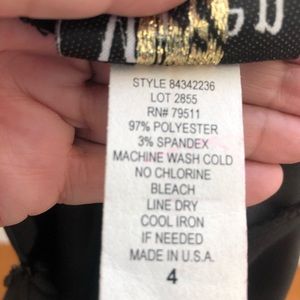 STYLE 84342236
LOT 2855
RN# 79511
97% POLYESTER
3% SPANDEX
MACHINE WASH COLD
NO CHLORINE
BLEACH
LINE DRY
COOL IRON
IF NEEDED
MADE IN U.S.A.
4